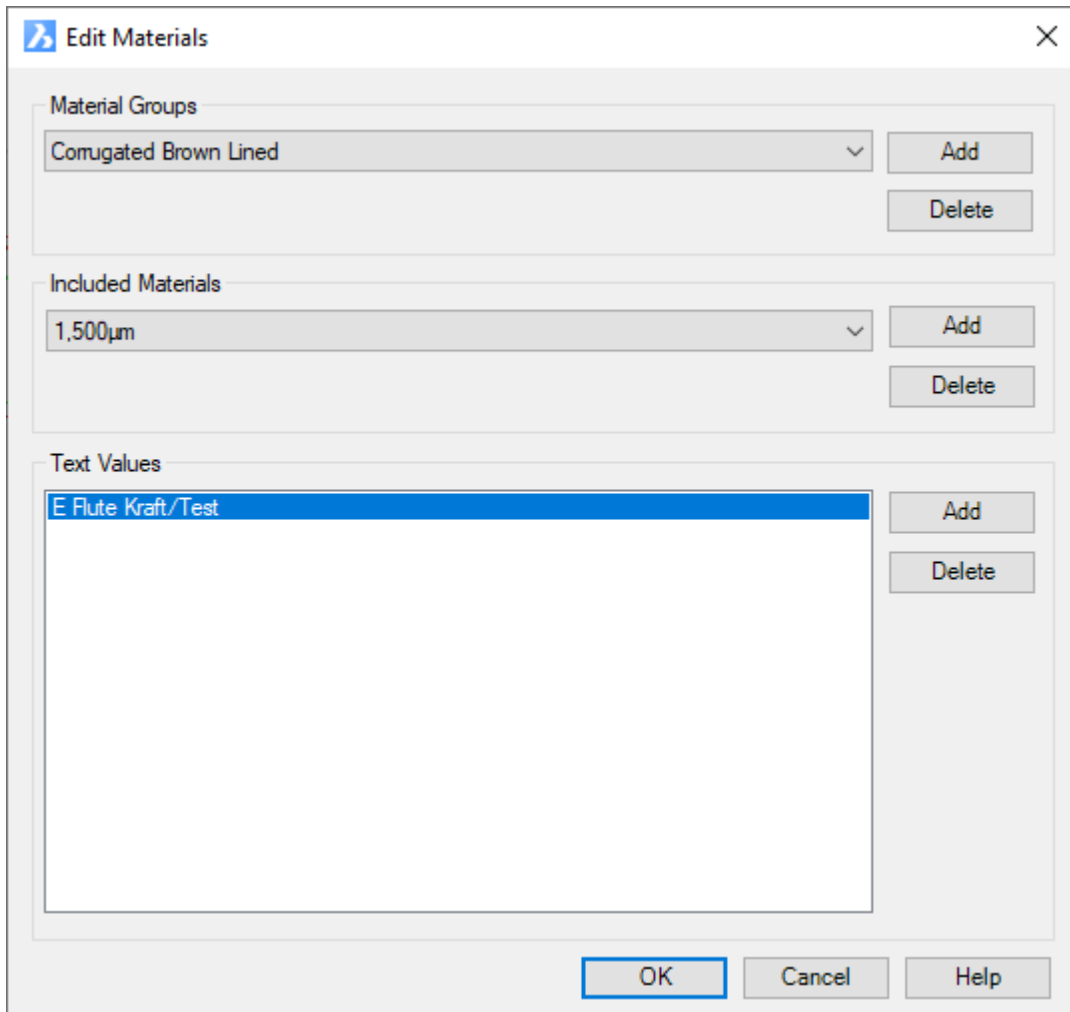 Edit Materials
Material Groups
Corrugated Brown Lined
Add
Delete
Included Materials
1,500µm
Add
Delete
Text Values
E Flute Kraft/Test
Add
Delete
OK
Cancel
Help